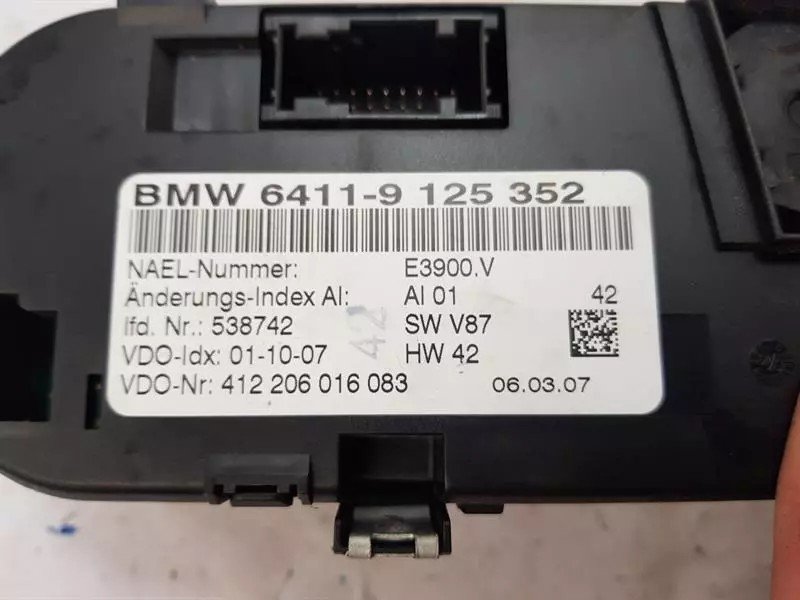 BMW 6411-9 125 352
NAEL-Nummer: E3900.V
Änderungs-Index AI: AI 01 42
lfd. Nr.: 538742 SW V87
42
VDO-Idx: 01-10-07 HW 42
VDO-Nr: 412 206 016 083 06.03.07